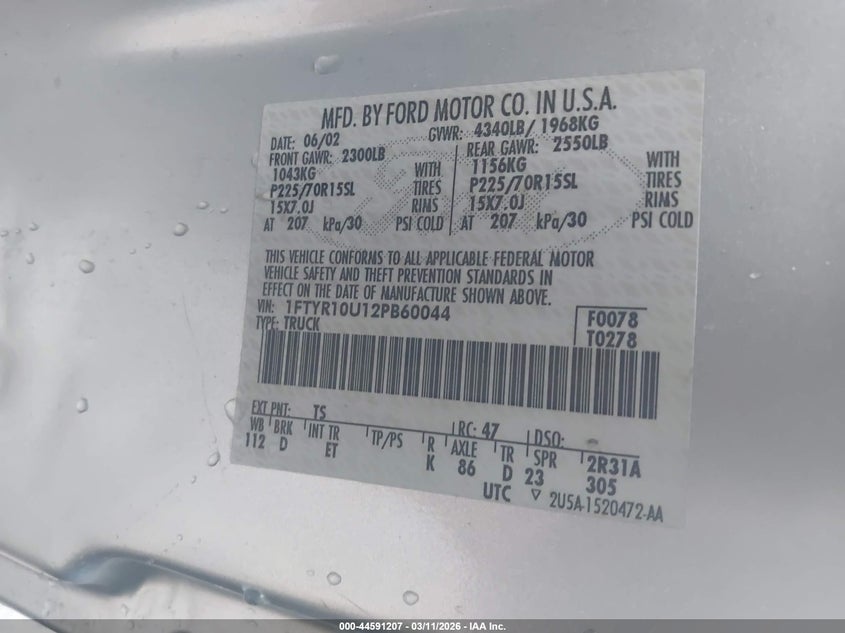 MFD. BY FORD MOTOR CO. IN U.S.A.
DATE: 06/02 GVWR: 4340LB/ 1968KG
FRONT GAWR: 2300LB REAR GAWR: 2550LB
1043KG WITH 1156KG WITH
P225/70R15SL TIRES P225/70R15SL TIRES
15X7.0J RIMS 15X7.0J RIMS
AT 207 kPa/30 PSI COLD AT 207 kPa/30 PSI COLD
THIS VEHICLE CONFORMS TO ALL APPLICABLE FEDERAL MOTOR
VEHICLE SAFETY AND THEFT PREVENTION STANDARDS IN
EFFECT ON THE DATE OF MANUFACTURE SHOWN ABOVE.
VIN: 1FTYR10U12PB60044 F0078
TYPE: TRUCK T0278
EXT PNT: TS RC: 47 DSO:
WB BRK INT TR TP/PS R AXLE TR SPR 2R31A
112 D ET K 86 D 23 305
UTC ▽ 2U5A-1520472-AA
000-44591207 - 03/11/2026 - IAA Inc.